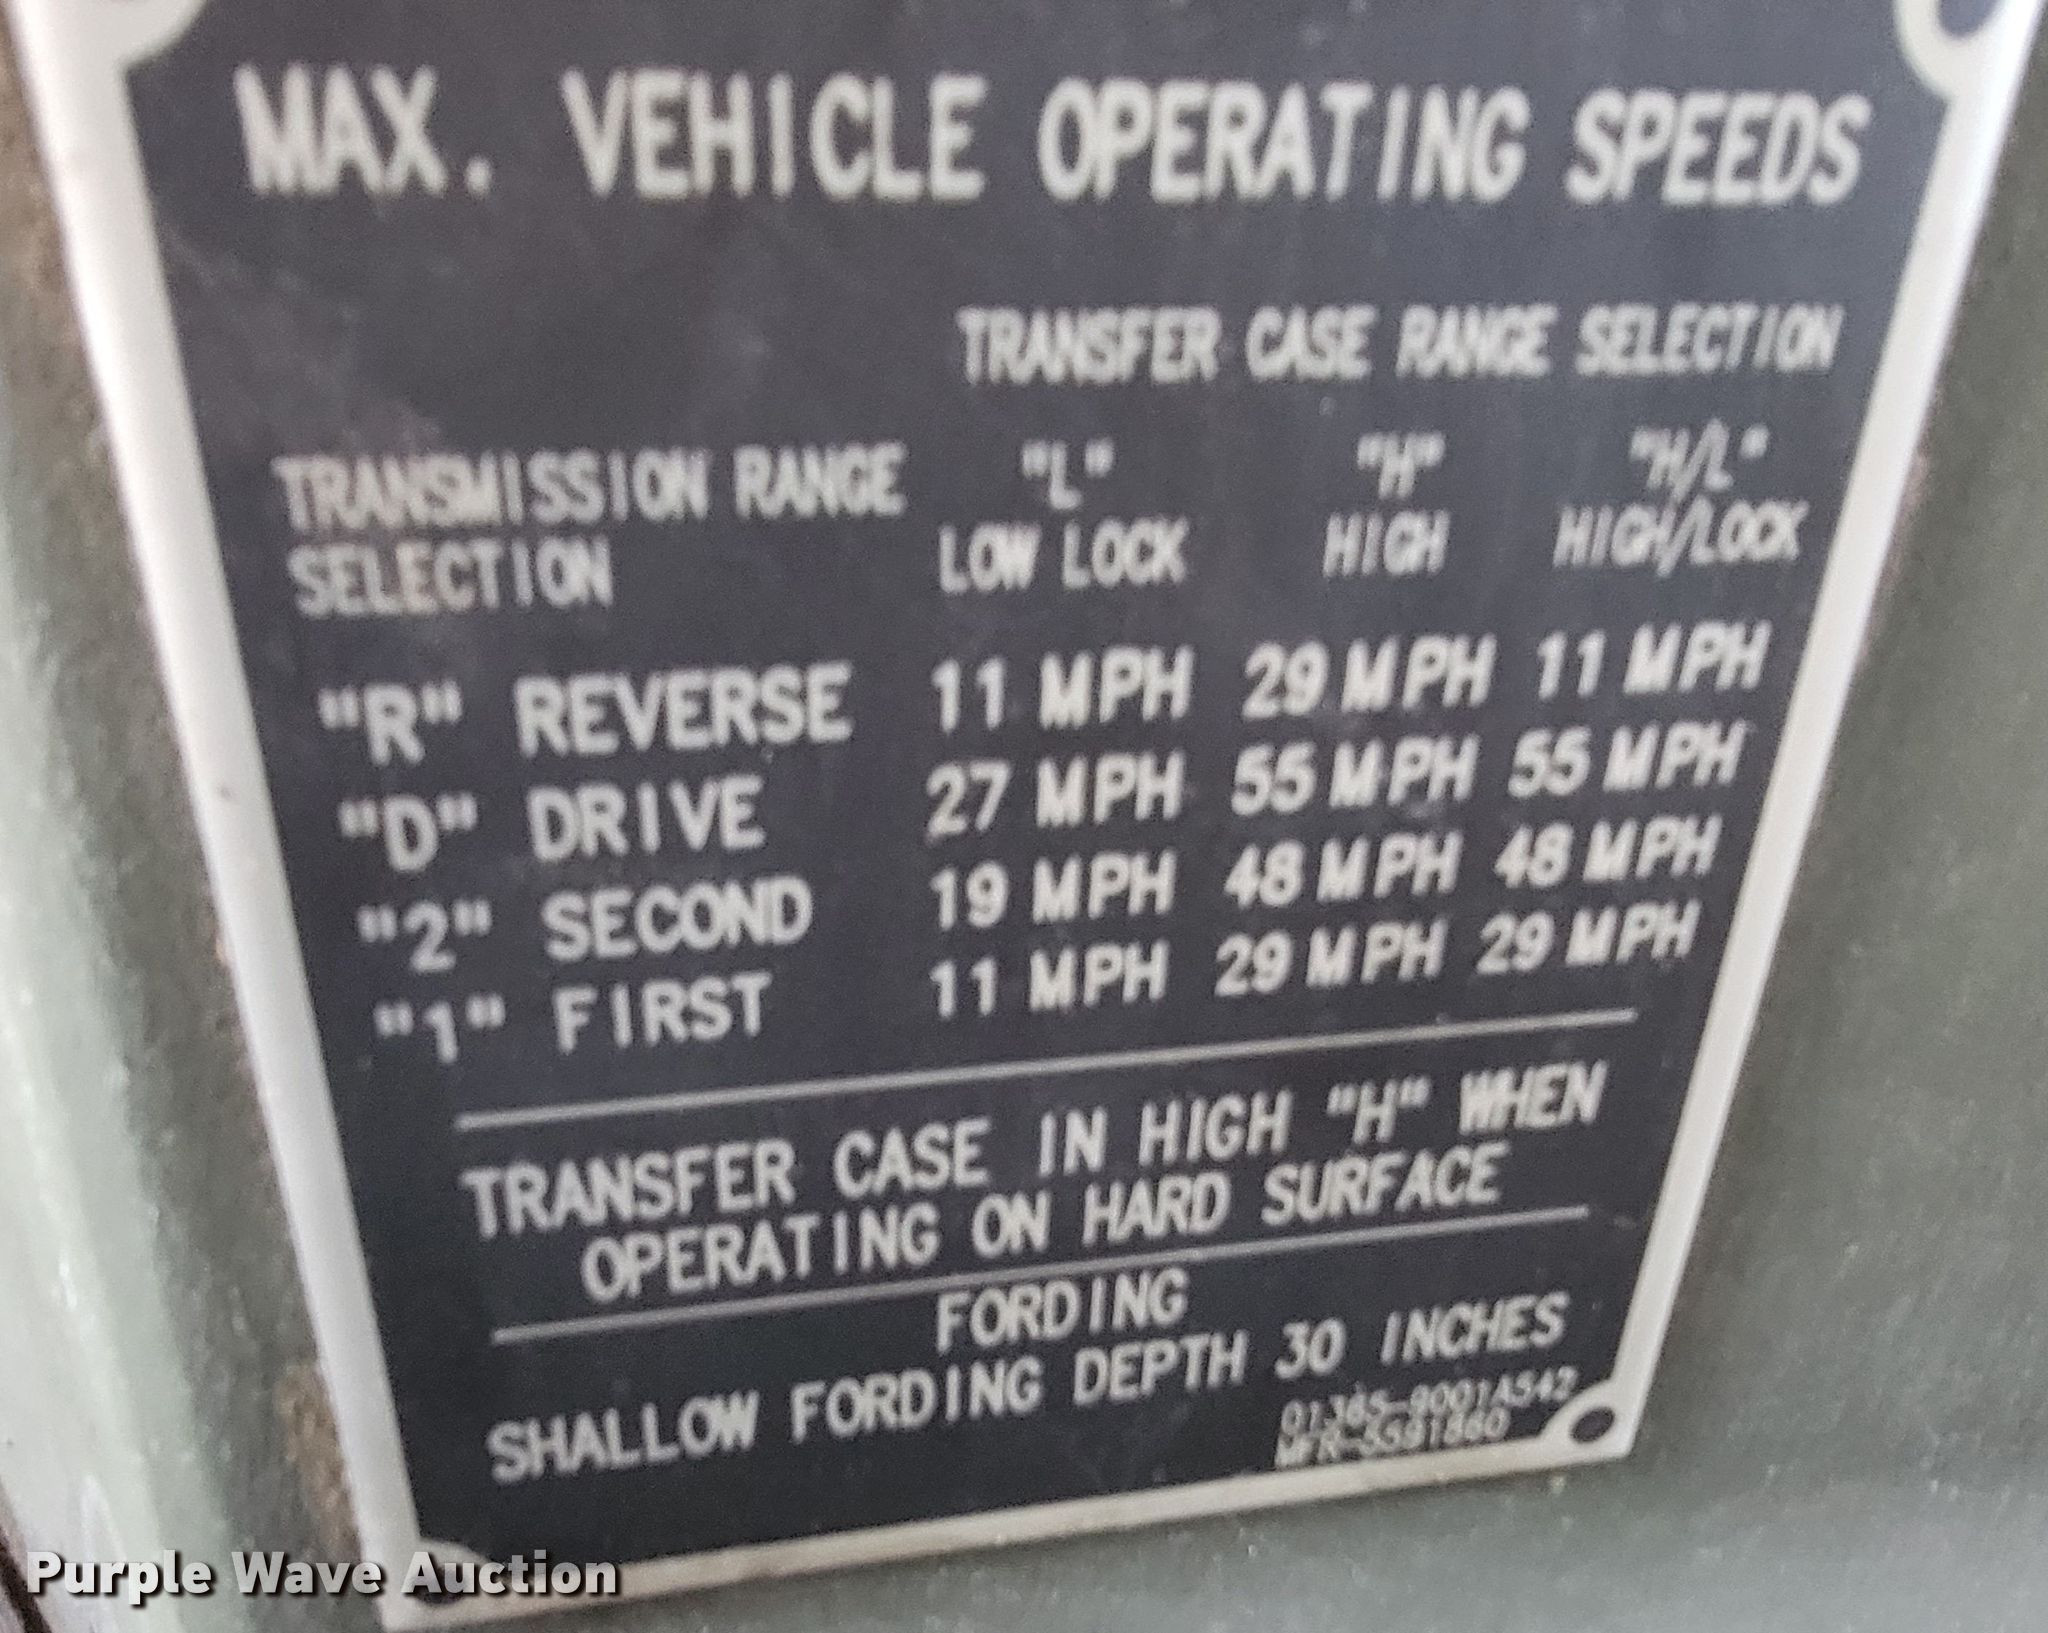 MAX. VEHICLE OPERATING SPEEDS
TRANSFER CASE RANGE SELECTION
TRANSMISSION RANGE "L" "H" "H/L"
SELECTION LOW LOCK HIGH HIGH/LOCK
"R" REVERSE 11 MPH 29 MPH 11 MPH
"D" DRIVE 27 MPH 55 MPH 55 MPH
"2" SECOND 19 MPH 48 MPH 48 MPH
"1" FIRST 11 MPH 29 MPH 29 MPH
TRANSFER CASE IN HIGH "H" WHEN
OPERATING ON HARD SURFACE
FORDING
SHALLOW FORDING DEPTH 30 INCHES
Purple Wave Auction